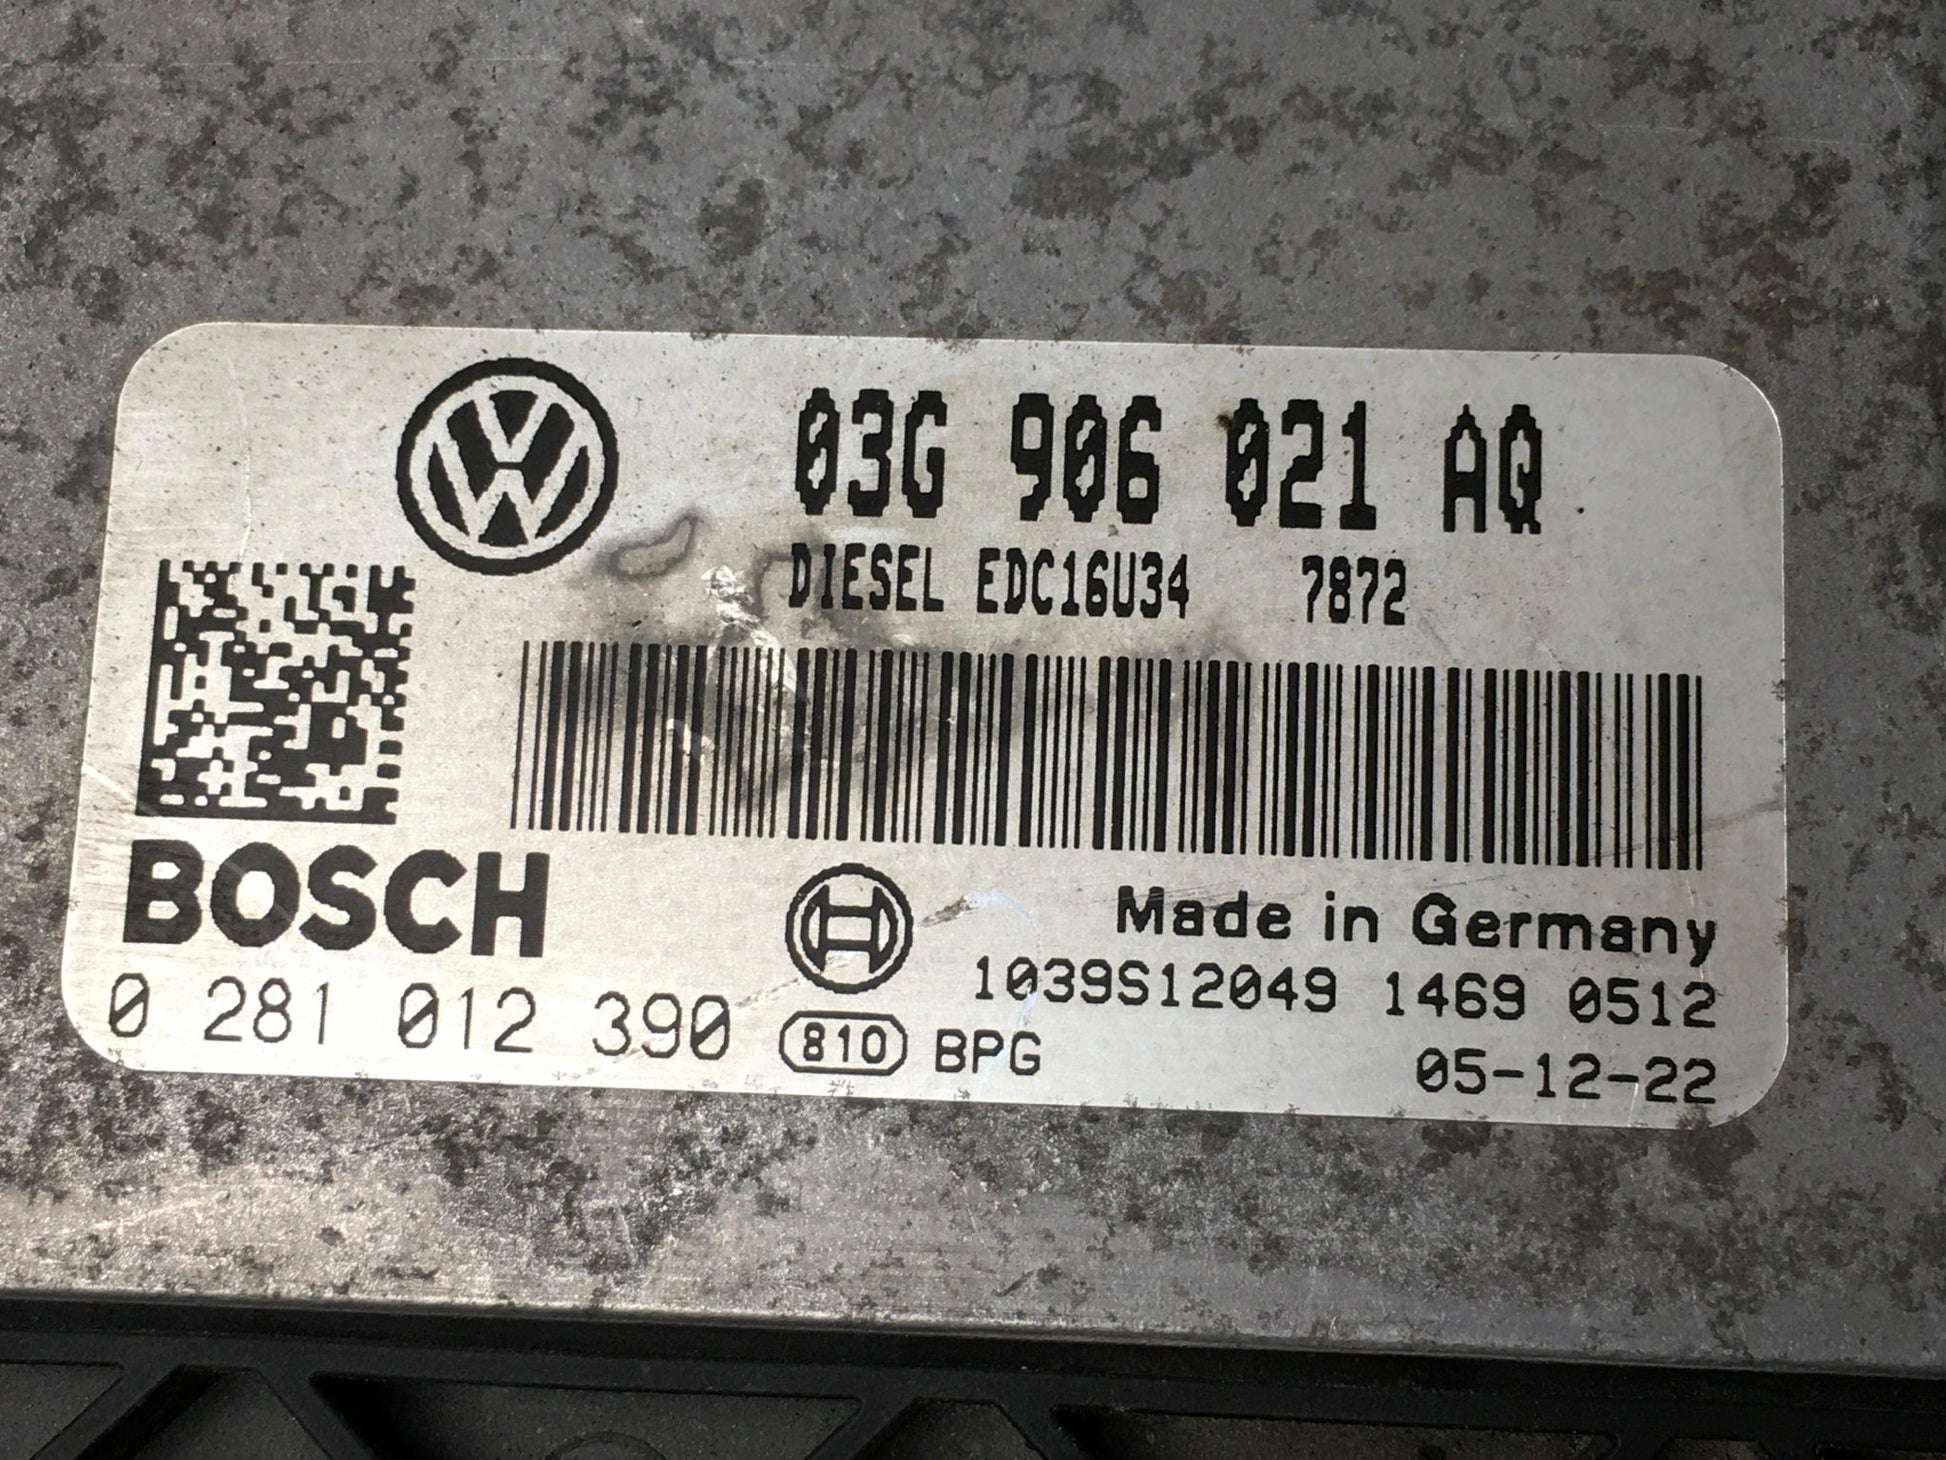 03G 906 021 AQ
DIESEL EDC16U34 7872
BOSCH
Made in Germany
1039S12049 1469 0512
0 281 012 390
810 BPG
05-12-22